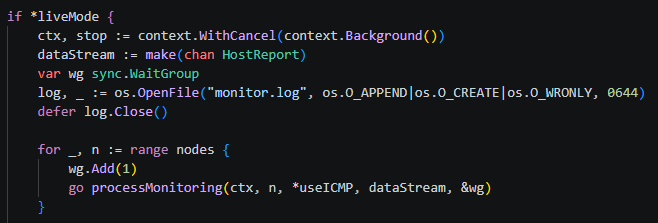 if *liveMode {
    ctx, stop := context.WithCancel(context.Background())
    dataStream := make(chan HostReport)
    var wg sync.WaitGroup
    log, _ := os.OpenFile("monitor.log", os.O_APPEND|os.O_CREATE|os.O_WRONLY, 0644)
    defer log.Close()

    for _, n := range nodes {
        wg.Add(1)
        go processMonitoring(ctx, n, *useICMP, dataStream, &wg)
    }